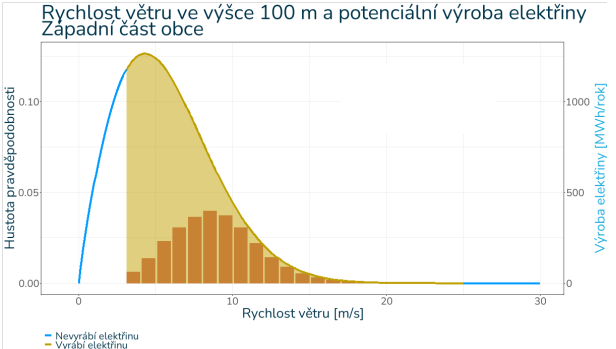 Rychlost větru ve výšce 100 m a potenciální výroba elektřiny
Západní část obce
Hustota pravděpodobnosti
0.10
0.05
0.00
1000
500
0
Výroba elektřiny [MWh/rok]
0
10
20
30
Rychlost větru [m/s]
Nevyrábí elektřinu
Vyrábí elektřinu